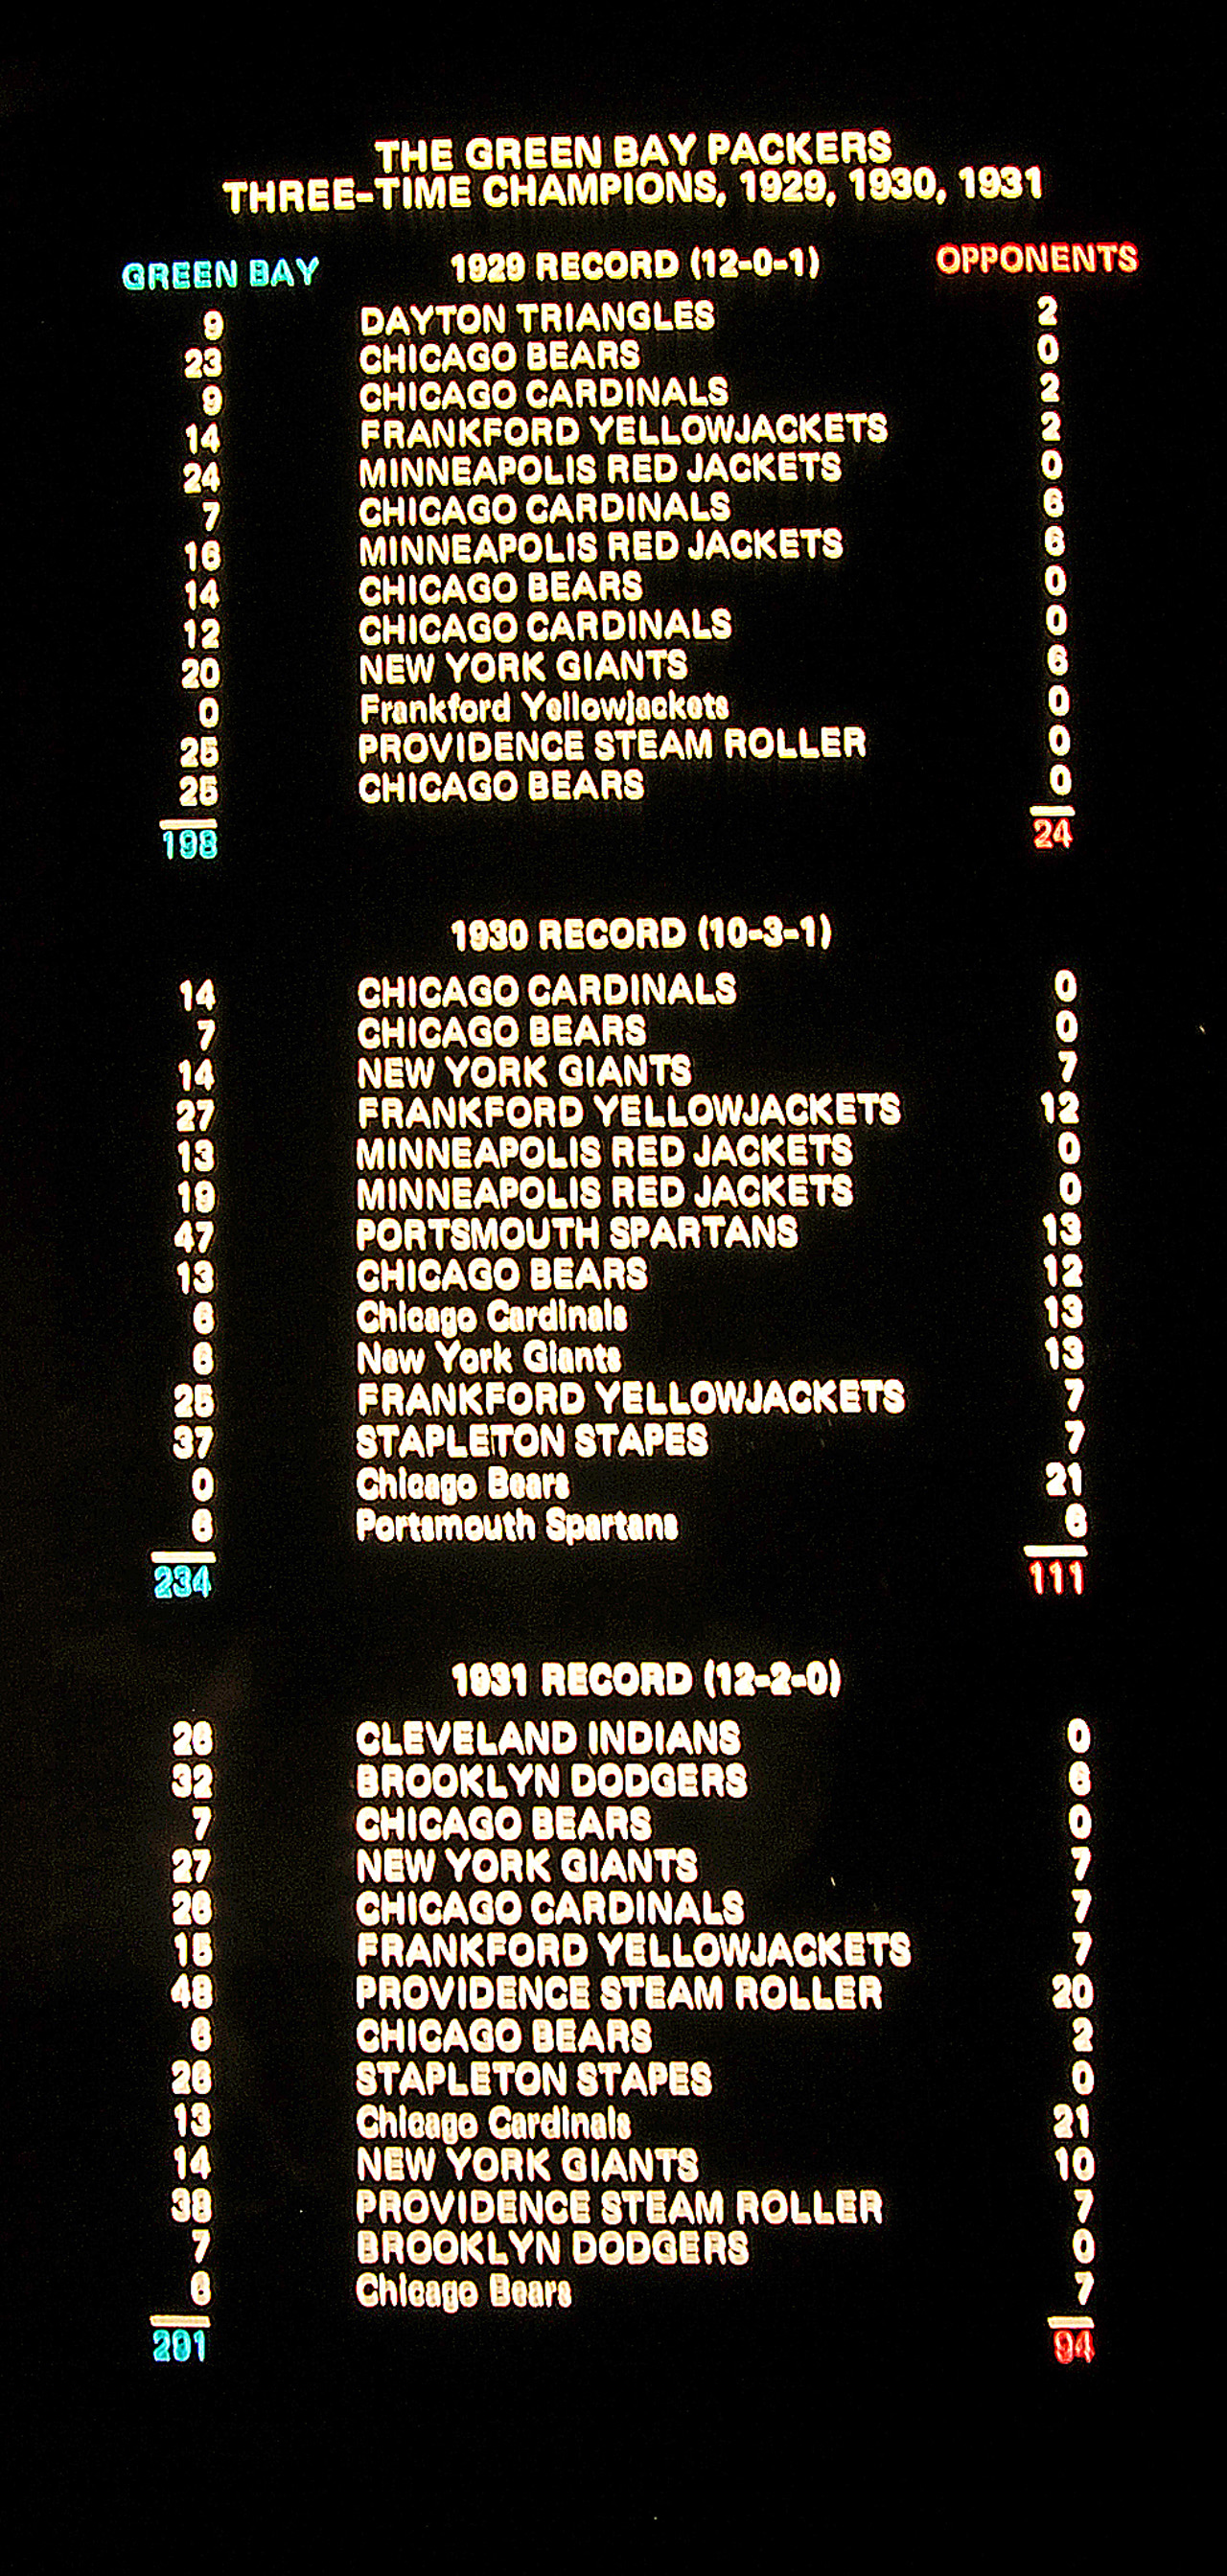 THE GREEN BAY PACKERS
THREE-TIME CHAMPIONS, 1929, 1930, 1931
GREEN BAY 1929 RECORD (12-0-1) OPPONENTS
9 DAYTON TRIANGLES 2
23 CHICAGO BEARS 0
9 CHICAGO CARDINALS 2
14 FRANKFORD YELLOWJACKETS 2
24 MINNEAPOLIS RED JACKETS 0
7 CHICAGO CARDINALS 6
16 MINNEAPOLIS RED JACKETS 6
14 CHICAGO BEARS 0
12 CHICAGO CARDINALS 0
20 NEW YORK GIANTS 6
0 Frankford Yellowjackets 0
25 PROVIDENCE STEAM ROLLER 0
25 CHICAGO BEARS 0
198 24
1930 RECORD (10-3-1)
14 CHICAGO CARDINALS 0
7 CHICAGO BEARS 0
14 NEW YORK GIANTS 7
27 FRANKFORD YELLOWJACKETS 12
13 MINNEAPOLIS RED JACKETS 0
19 MINNEAPOLIS RED JACKETS 0
47 PORTSMOUTH SPARTANS 13
13 CHICAGO BEARS 12
6 Chicago Cardinals 13
6 New York Giants 13
25 FRANKFORD YELLOWJACKETS 7
37 STAPLETON STAPES 7
0 Chicago Bears 21
6 Portsmouth Spartans 6
234 111
1931 RECORD (12-2-0)
26 CLEVELAND INDIANS 0
32 BROOKLYN DODGERS 6
7 CHICAGO BEARS 0
27 NEW YORK GIANTS 7
26 CHICAGO CARDINALS 7
15 FRANKFORD YELLOWJACKETS 7
48 PROVIDENCE STEAM ROLLER 20
6 CHICAGO BEARS 2
26 STAPLETON STAPES 0
13 Chicago Cardinals 21
14 NEW YORK GIANTS 10
38 PROVIDENCE STEAM ROLLER 7
7 BROOKLYN DODGERS 0
6 Chicago Bears 7
291 94